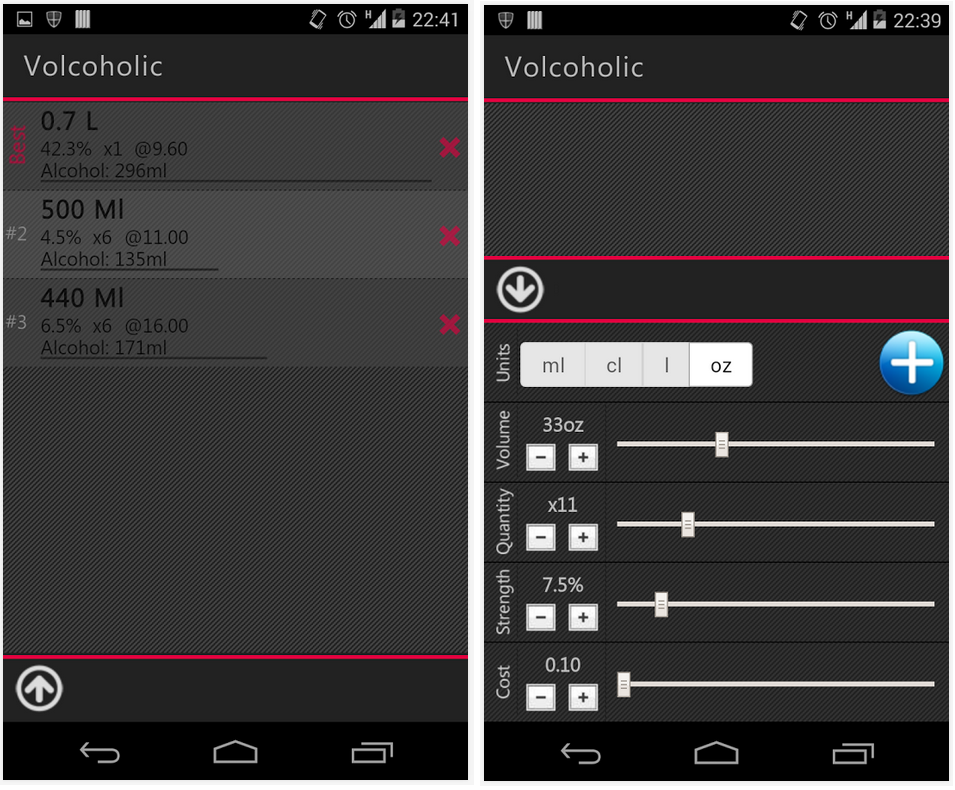 H 22:41
Volcoholic
Best
0.7 L
42.3% x1 @9.60
Alcohol: 296ml
#2
500 Ml
4.5% x6 @11.00
Alcohol: 135ml
#3
440 Ml
6.5% x6 @16.00
Alcohol: 171ml
H 22:39
Volcoholic
Units
ml cl l oz
Volume
33oz
Quantity
x11
Strength
7.5%
Cost
0.10